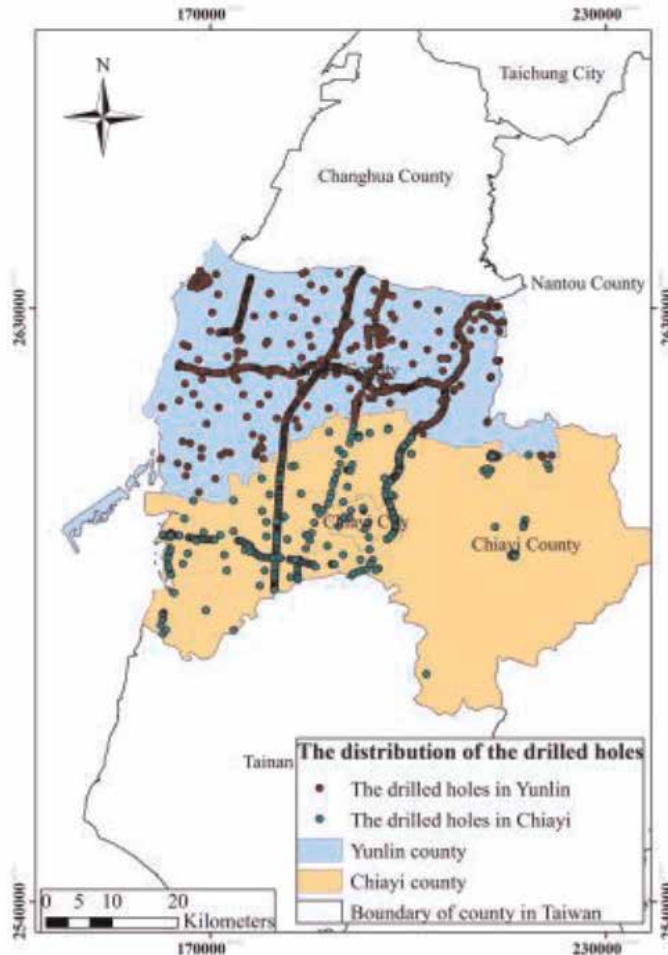 170000
230000
N
Taichung City
Changhua County
Nantou County
2630000
2630000
County
Chiayi City
Chiayi County
Tainan
The distribution of the drilled holes
The drilled holes in Yunlin
The drilled holes in Chiayi
Yunlin county
Chiayi county
Boundary of county in Taiwan
0 5 10 20
Kilometers
2540000
170000
230000